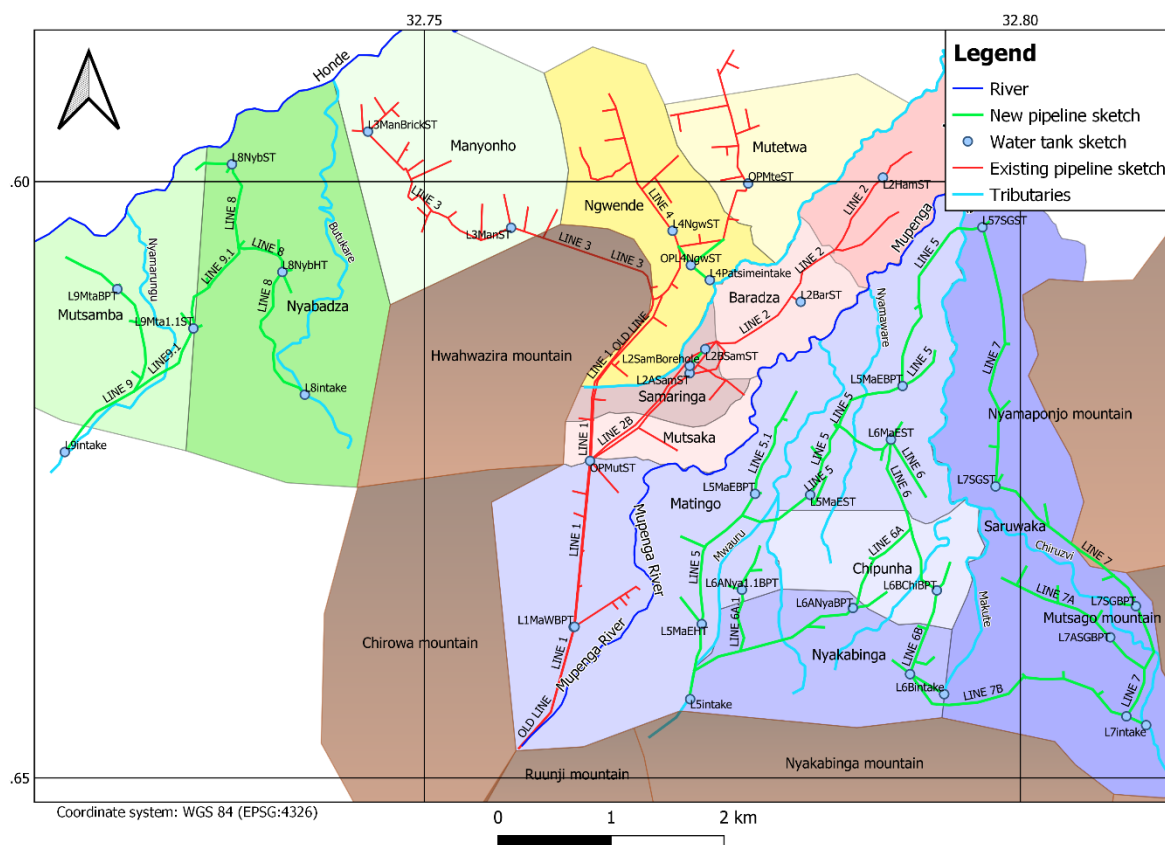 32.75
32.80
Legend
River
New pipeline sketch
Water tank sketch
Existing pipeline sketch
Tributaries
Honde
L3ManBrickST
Manyonho
Mutetwa
.60
L8NybST
OPMteST
LINE 2
L2HamST
LINE 3
Ngwende
LINE 4
L4NgwST
LINE 8
Butukare
L3ManST
Mupenga
L57SGST
Nyamarungu
LINE 9.1
LINE 8
LINE 3
LINE 2
LINE 5
L8NybHT
OPL4NgwST
L4Patsimeintake
L9MtaBPT
Mutsamba
LINE 8
Nyabadza
Baradza
L2BarST
Nyamaware
L9Mta1.1ST
LINE 2
LINE 7
LINE9.1
Hwahwazira mountain
LINE 1 OLD LINE
L2SamBorehole
L2BSamST
LINE 5
LINE 9
L2ASamST
L5MaEBPT
L8intake
Samaringa
Nyamaponjo mountain
LINE 1
LINE 2B
Mutsaka
LINE 5.1
LINE 5
L6MaEST
L9intake
OPMutST
LINE 5
LINE 6
LINE 6
L5MaEBPT
L5MaEST
L7SGST
Matingo
Mupenga River
Saruwaka
LINE 1
Mwauru
LINE 6A
Chiruzvi
LINE 5
LINE 7
Chipunha
L6ANya1.1BPT
L6BChiBPT
LINE 7A
L6ANyaBPT
L7SGBPT
Makute
Mutsago mountain
L1MaWBPT
L5MaEHT
LINE 6A.1
L7ASGBPT
Chirowa mountain
LINE 6B
Nyakabinga
LINE 1
Mupenga River
L6Bintake
LINE 7B
LINE 7
L5intake
OLD LINE
L7intake
Nyakabinga mountain
Ruunji mountain
.65
Coordinate system: WGS 84 (EPSG:4326)
0
1
2 km